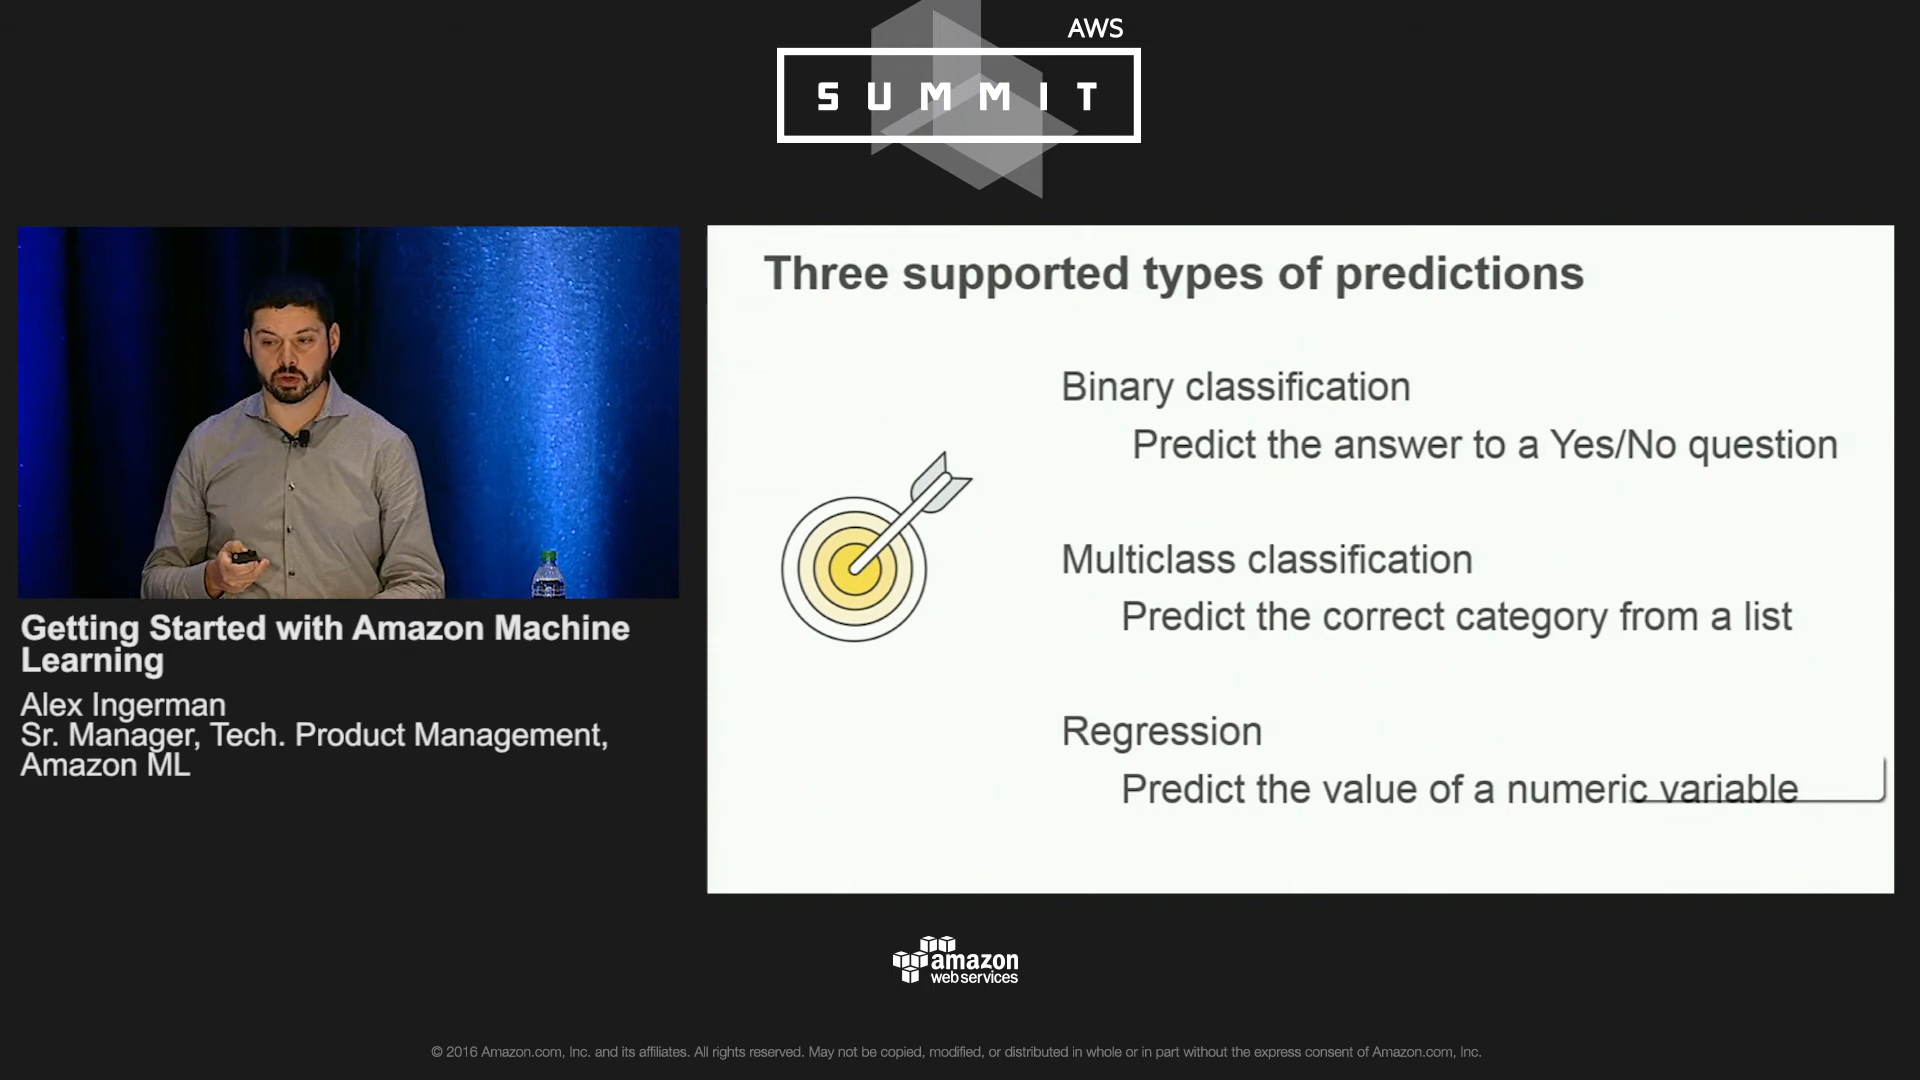 AWS
SUMMIT
Three supported types of predictions
Binary classification
Predict the answer to a Yes/No question
Multiclass classification
Predict the correct category from a list
Regression
Predict the value of a numeric variable
Getting Started with Amazon Machine
Learning
Alex Ingerman
Sr. Manager, Tech. Product Management,
Amazon ML
amazon
webservices
© 2016 Amazon.com, Inc. and its affiliates. All rights reserved. May not be copied, modified, or distributed in whole or in part without the express consent of Amazon.com, Inc.